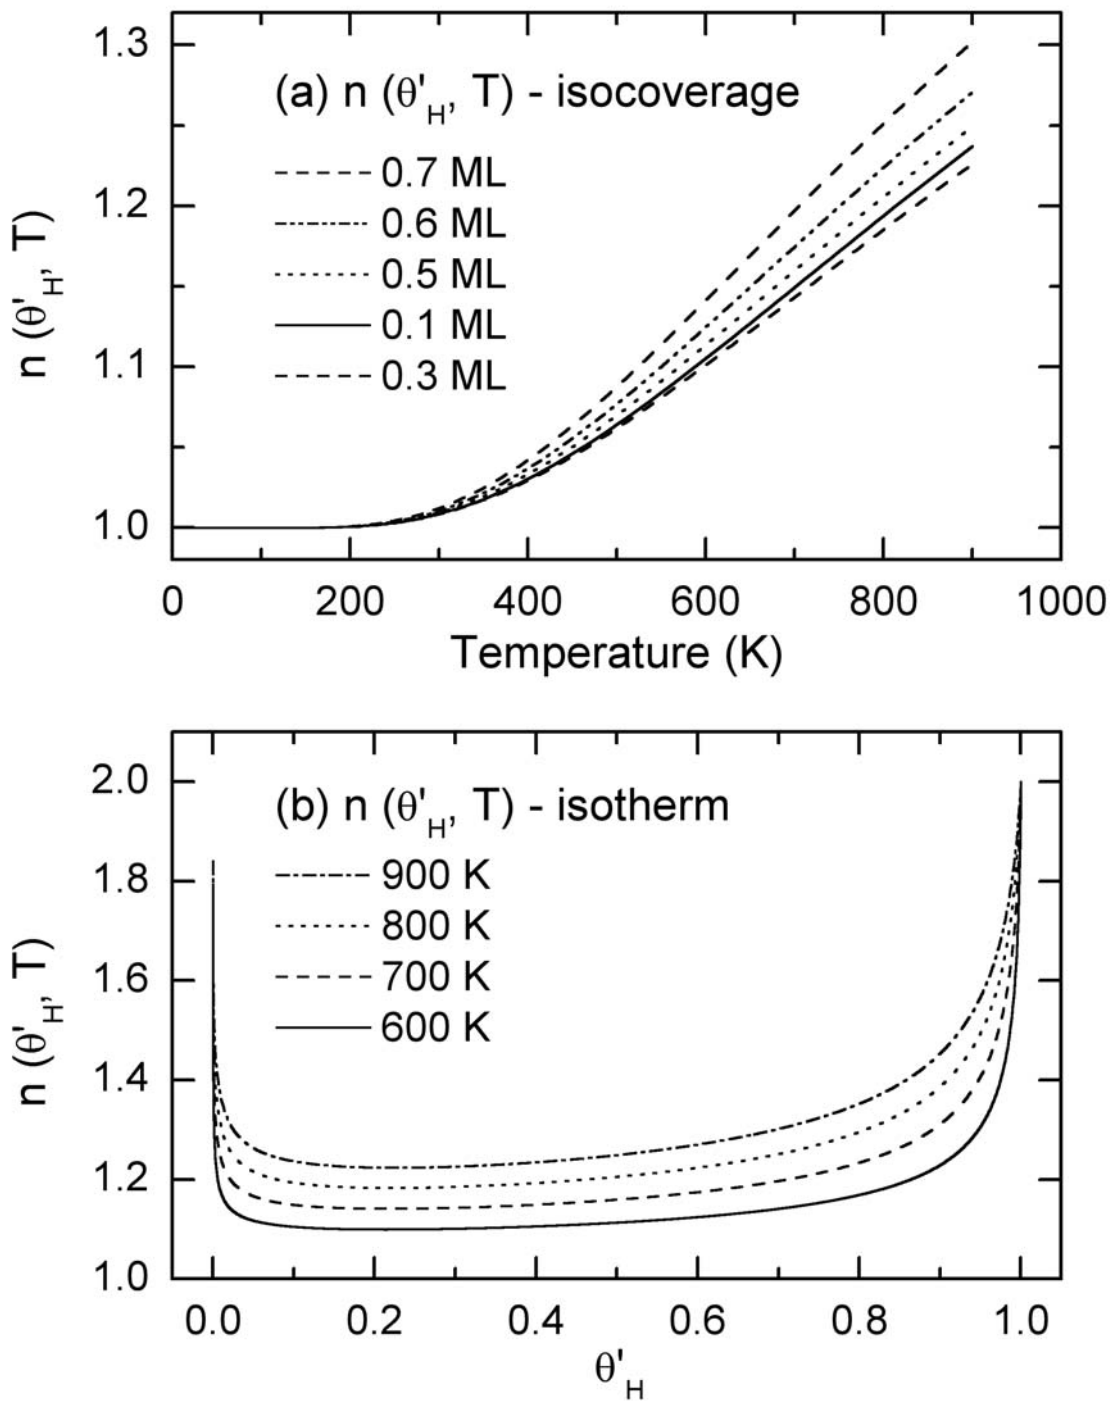 1.3
1.2
1.1
1.0
n (θ'H, T)
(a) n (θ'H, T) - isocoverage
0.7 ML
0.6 ML
0.5 ML
0.1 ML
0.3 ML
0 200 400 600 800 1000
Temperature (K)
2.0
1.8
1.6
1.4
1.2
1.0
n (θ'H, T)
(b) n (θ'H, T) - isotherm
900 K
800 K
700 K
600 K
0.0 0.2 0.4 0.6 0.8 1.0
θ'H